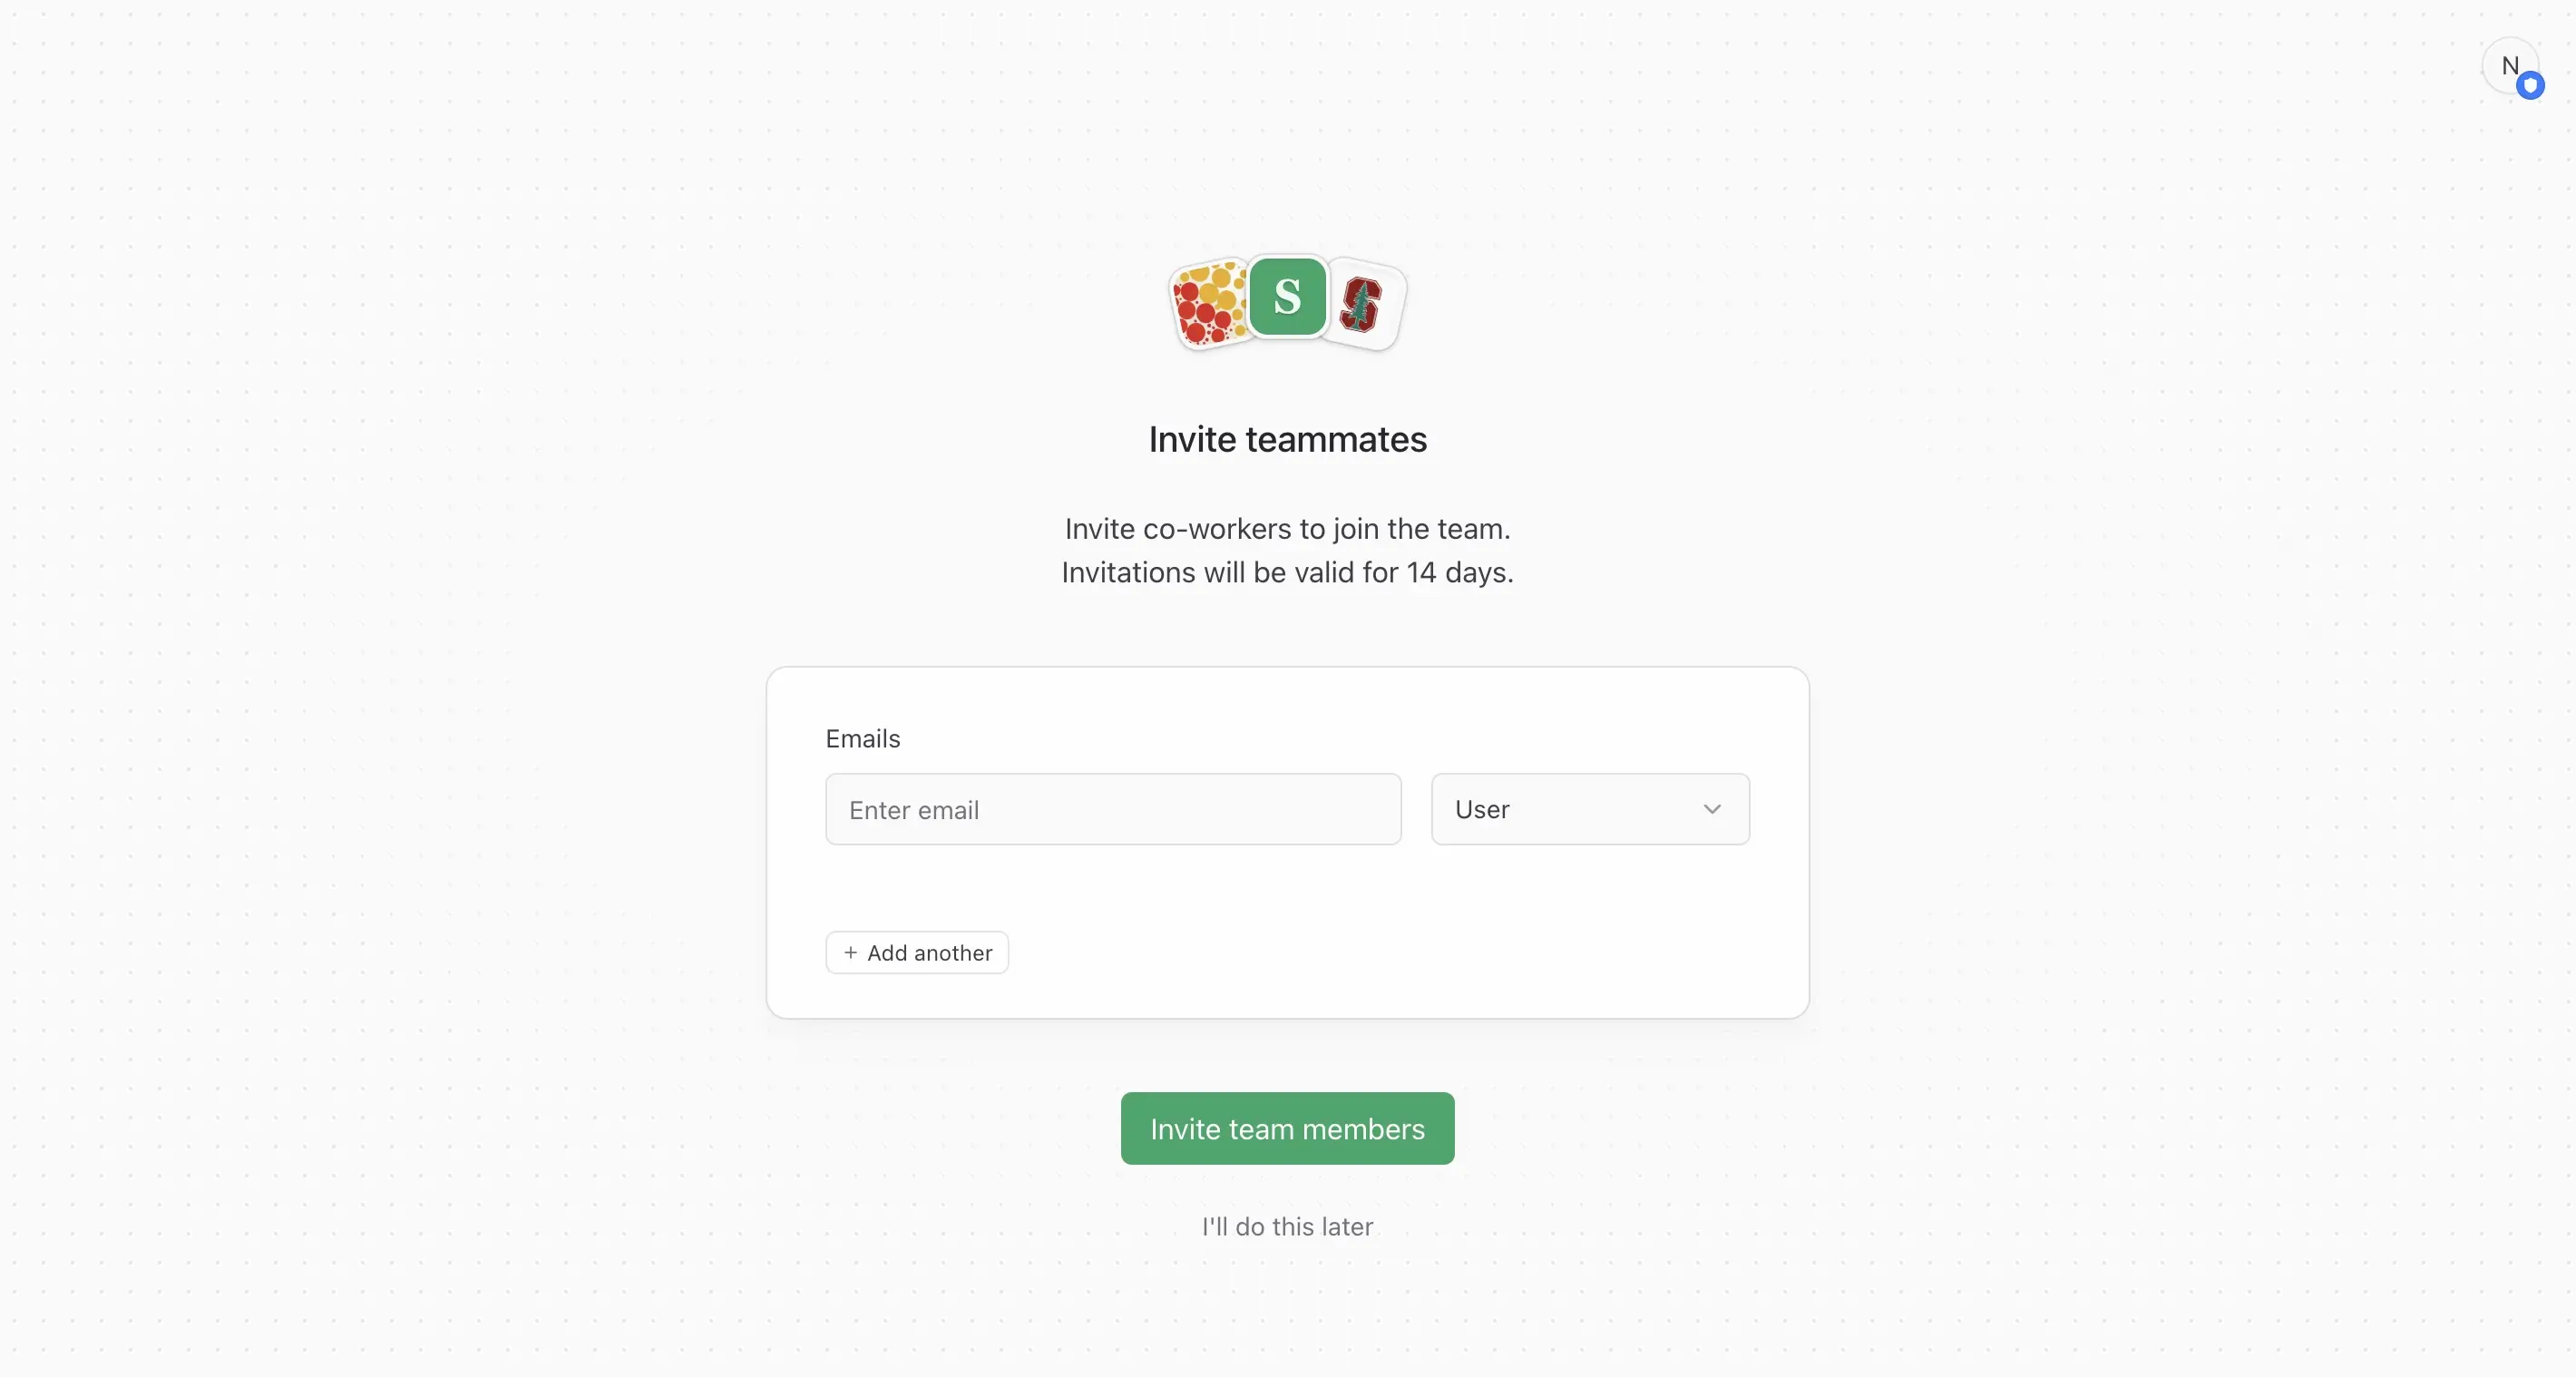 N
S
S
Invite teammates
Invite co-workers to join the team.
Invitations will be valid for 14 days.
Emails
Enter email
User
+ Add another
Invite team members
I'll do this later